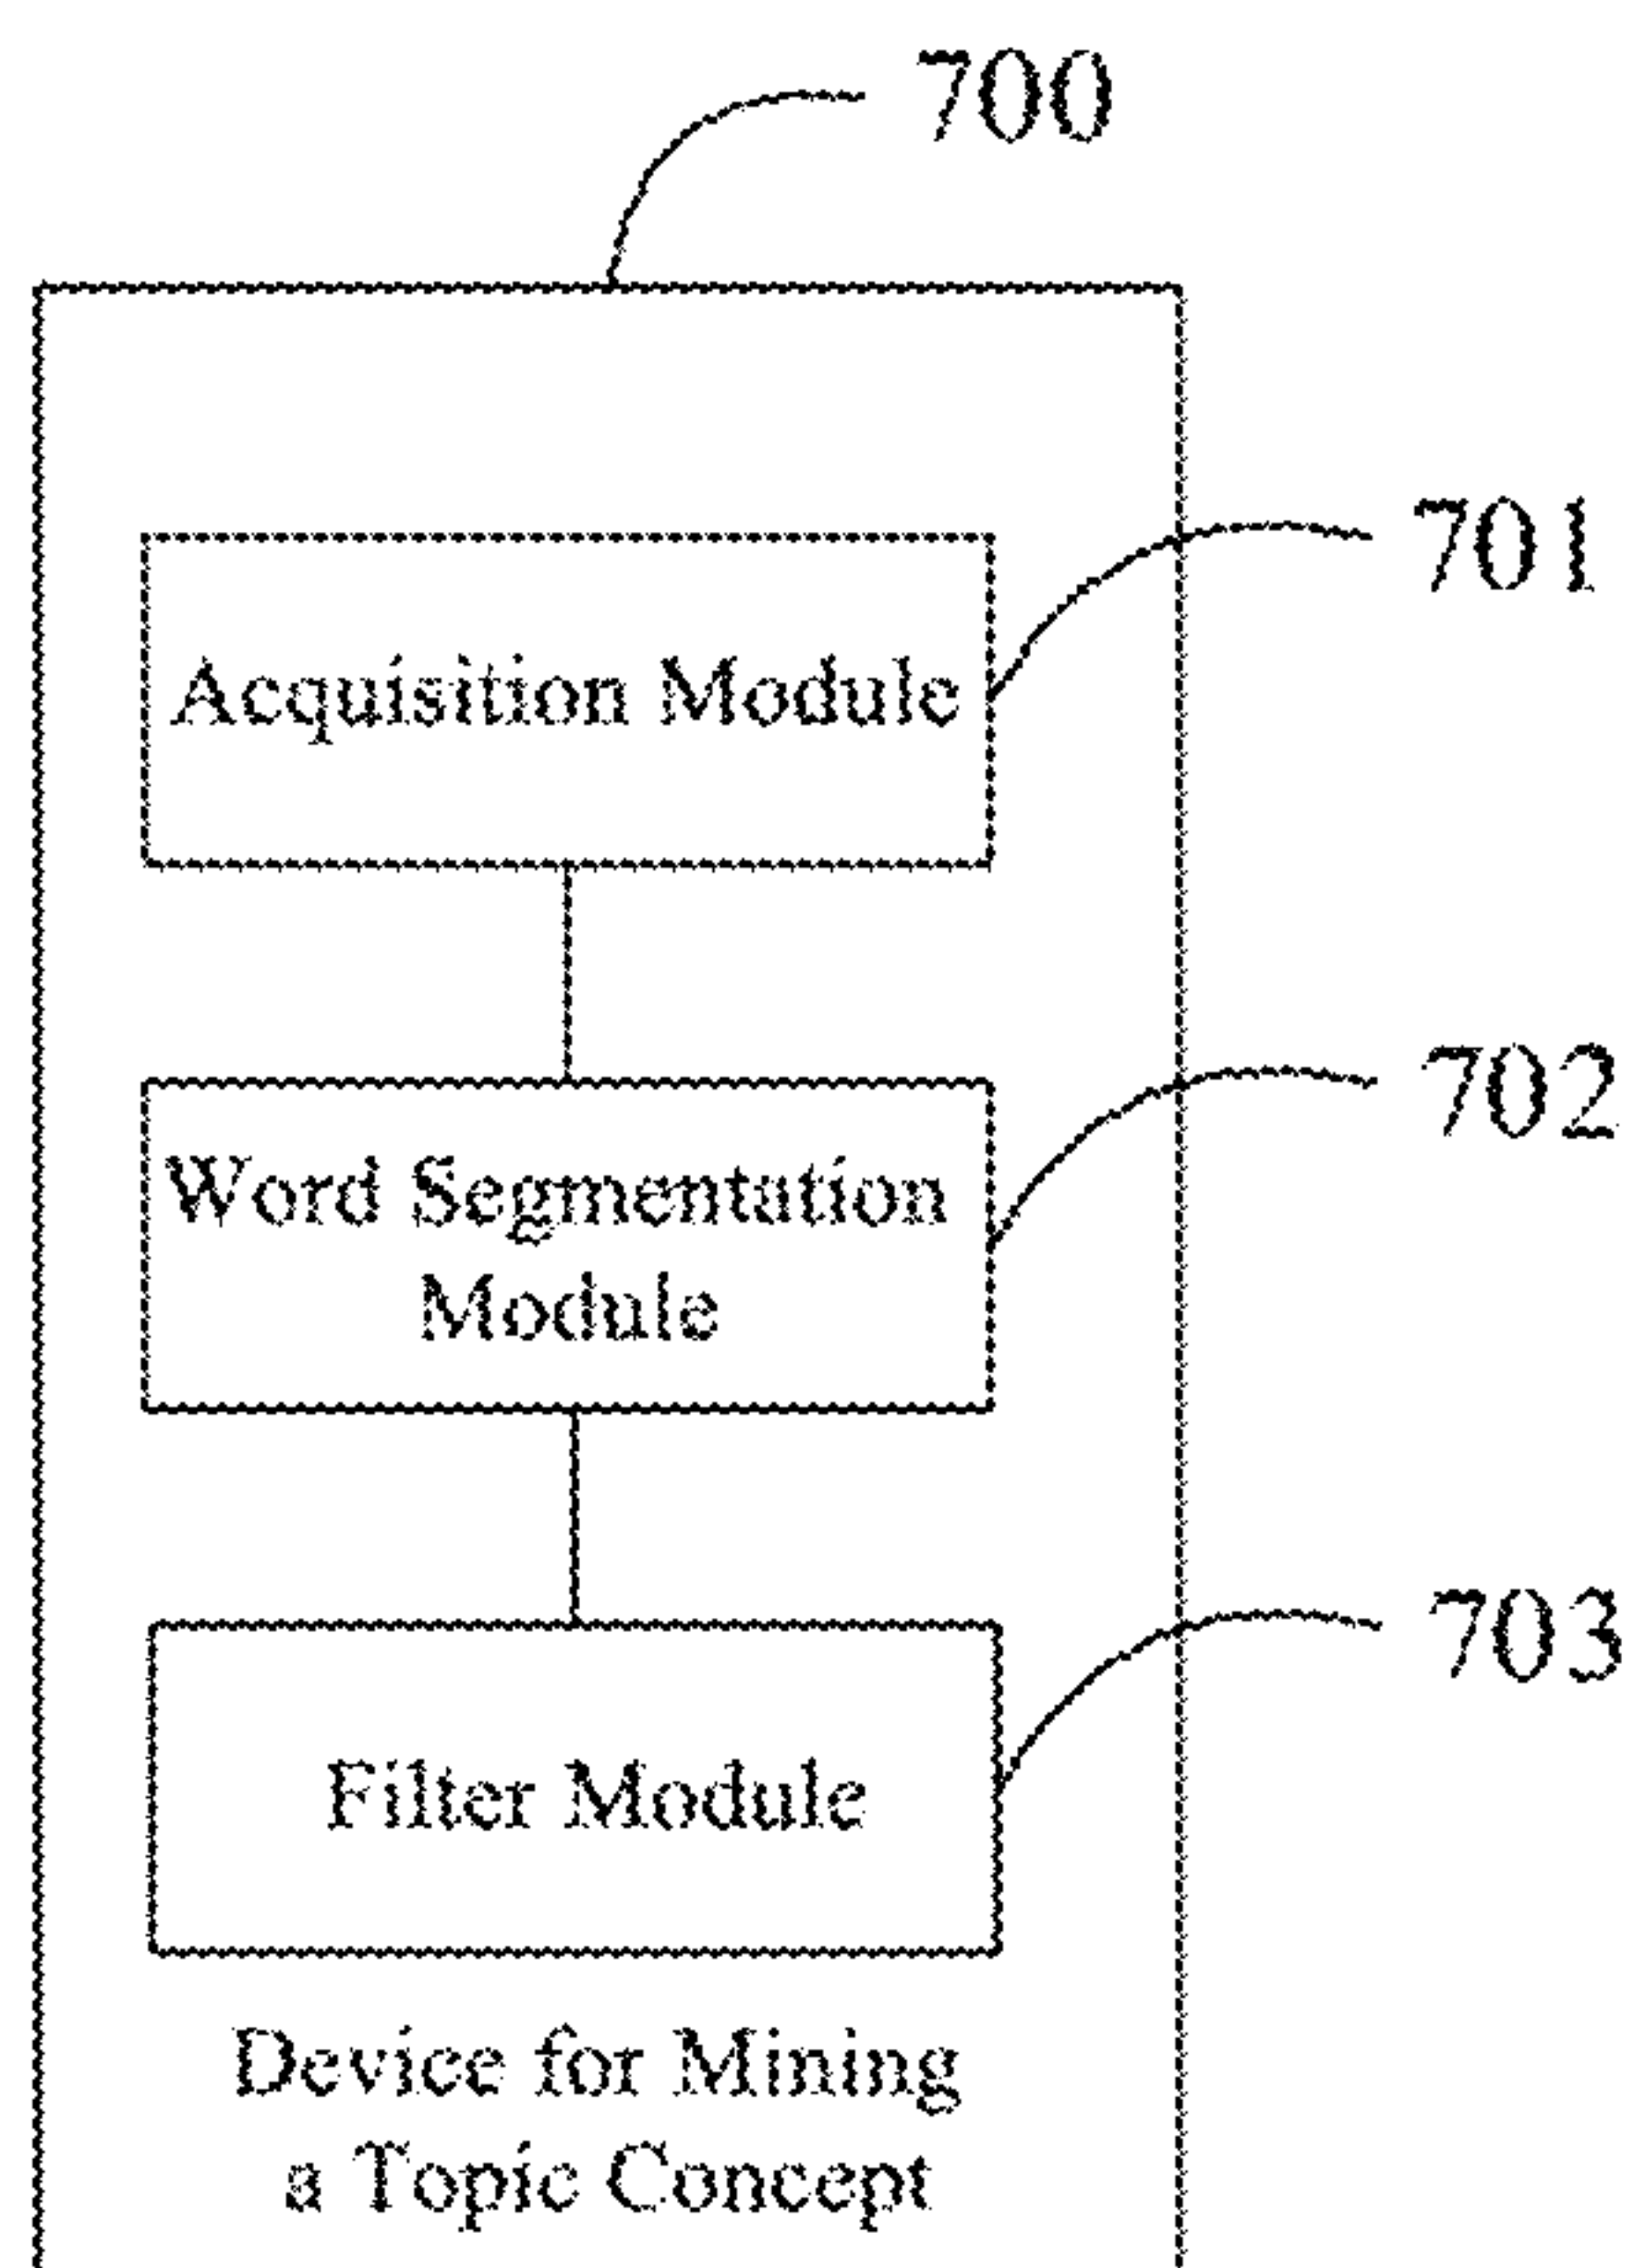 700
701
Acquisition Module
702
Word Segmentation
Module
703
Filter Module
Device for Mining
a Topic Concept